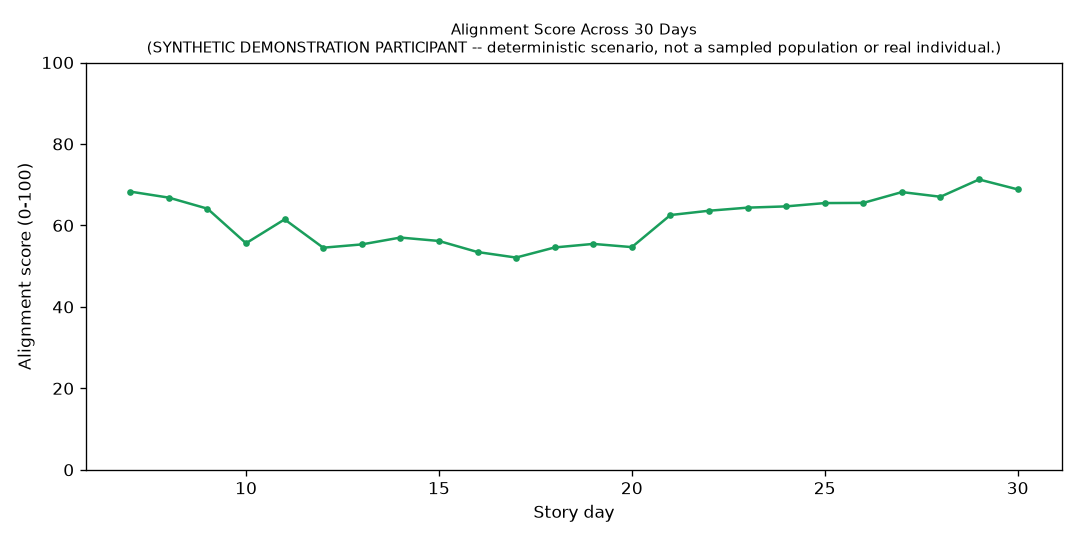 Alignment Score Across 30 Days
(SYNTHETIC DEMONSTRATION PARTICIPANT -- deterministic scenario, not a sampled population or real individual.)
100
80
60
40
20
0
Alignment score (0-100)
10 15 20 25 30
Story day